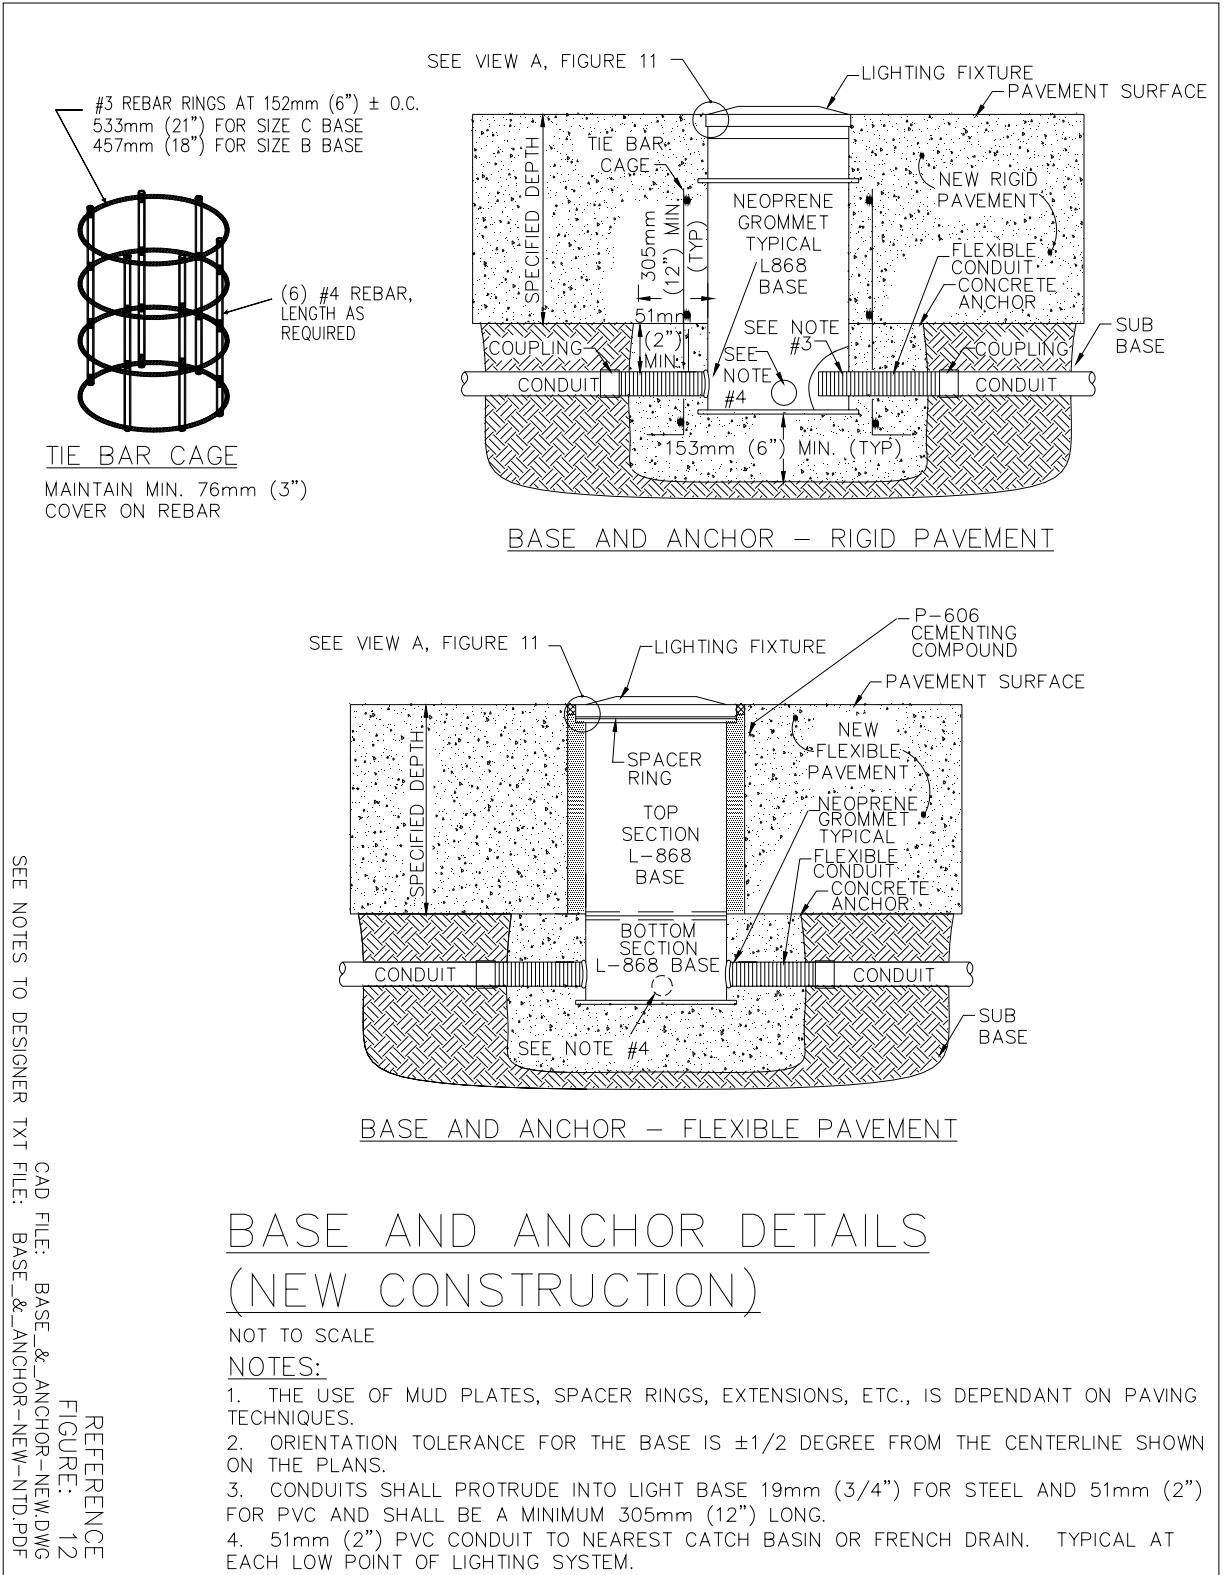 SEE VIEW A, FIGURE 11
LIGHTING FIXTURE
PAVEMENT SURFACE
#3 REBAR RINGS AT 152mm (6") ± O.C.
533mm (21") FOR SIZE C BASE
457mm (18") FOR SIZE B BASE
(6) #4 REBAR,
LENGTH AS
REQUIRED
TIE BAR CAGE
MAINTAIN MIN. 76mm (3")
COVER ON REBAR
SPECIFIED DEPTH
TIE BAR
CAGE
305mm
(12") MIN.
(TYP)
NEOPRENE
GROMMET
TYPICAL
L868
BASE
NEW RIGID
PAVEMENT
FLEXIBLE
CONDUIT
CONCRETE
ANCHOR
51mm
(2")
MIN.
SEE NOTE
#3
SEE
NOTE
#4
SUB
BASE
COUPLING
COUPLING
CONDUIT
CONDUIT
153mm (6") MIN. (TYP)
BASE AND ANCHOR – RIGID PAVEMENT
SEE VIEW A, FIGURE 11
LIGHTING FIXTURE
P–606
CEMENTING
COMPOUND
PAVEMENT SURFACE
SPECIFIED DEPTH
SPACER
RING
NEW
FLEXIBLE
PAVEMENT
TOP
SECTION
L–868
BASE
NEOPRENE
GROMMET
TYPICAL
FLEXIBLE
CONDUIT
CONCRETE
ANCHOR
BOTTOM
SECTION
L–868 BASE
CONDUIT
CONDUIT
SUB
BASE
SEE NOTE #4
BASE AND ANCHOR – FLEXIBLE PAVEMENT
BASE AND ANCHOR DETAILS
(NEW CONSTRUCTION)
NOT TO SCALE
NOTES:
1. THE USE OF MUD PLATES, SPACER RINGS, EXTENSIONS, ETC., IS DEPENDANT ON PAVING
TECHNIQUES.
2. ORIENTATION TOLERANCE FOR THE BASE IS ±1/2 DEGREE FROM THE CENTERLINE SHOWN
ON THE PLANS.
3. CONDUITS SHALL PROTRUDE INTO LIGHT BASE 19mm (3/4") FOR STEEL AND 51mm (2")
FOR PVC AND SHALL BE A MINIMUM 305mm (12") LONG.
4. 51mm (2") PVC CONDUIT TO NEAREST CATCH BASIN OR FRENCH DRAIN. TYPICAL AT
EACH LOW POINT OF LIGHTING SYSTEM.
REFERENCE
FIGURE: 12
CAD FILE: BASE_&_ANCHOR–NEW.DWG
SEE NOTES TO DESIGNER TXT FILE: BASE_&_ANCHOR–NEW–NTD.PDF